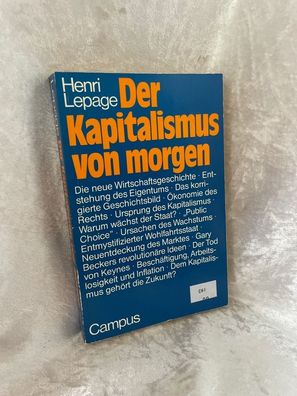 Henri
Lepage
Der
Kapitalismus
von morgen
Die neue Wirtschaftsgeschichte · Ent-
stehung des Eigentums · Das korri-
gierte Geschichtsbild · Ökonomie des
Rechts · Ursprung des Kapitalismus ·
Warum wächst der Staat? · „Public
Choice“ · Ursachen des Wachstums ·
Entmystifizierter Wohlfahrtsstaat ·
Neuentdeckung des Marktes · Gary
Beckers revolutionäre Ideen · Der Tod
von Keynes · Beschäftigung, Arbeits-
losigkeit und Inflation · Dem Kapitalis-
mus gehört die Zukunft?
Campus